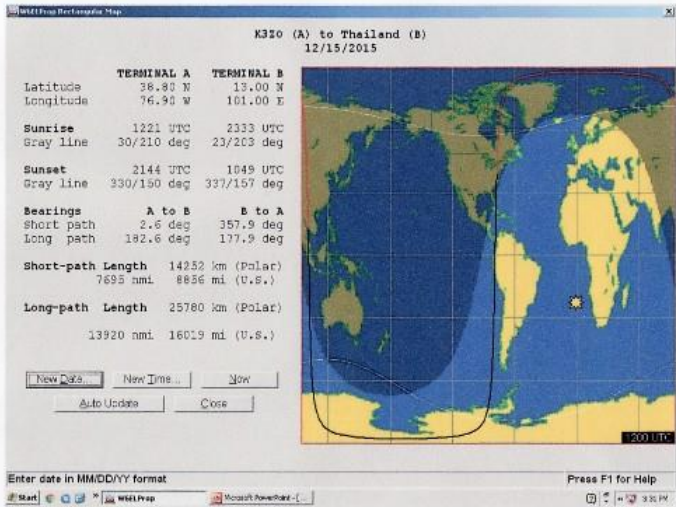 W6ELProp Rectangular Map
K3ZO (A) to Thailand (B)
12/15/2015
TERMINAL A TERMINAL B
Latitude 38.80 N 13.00 N
Longitude 76.90 W 101.00 E
Sunrise 1221 UTC 2333 UTC
Gray line 30/210 deg 23/203 deg
Sunset 2144 UTC 1049 UTC
Gray line 330/150 deg 337/157 deg
Bearings A to B B to A
Short path 2.6 deg 357.9 deg
Long path 182.6 deg 177.9 deg
Short-path Length 14252 km (Polar)
7695 nmi 8856 mi (U.S.)
Long-path Length 25780 km (Polar)
13920 nmi 16019 mi (U.S.)
New Date... New Time... Now
Auto Update Close
1200 UTC
Enter date in MM/DD/YY format Press F1 for Help
Start W6ELProp Microsoft PowerPoint - [... 3:31 PM